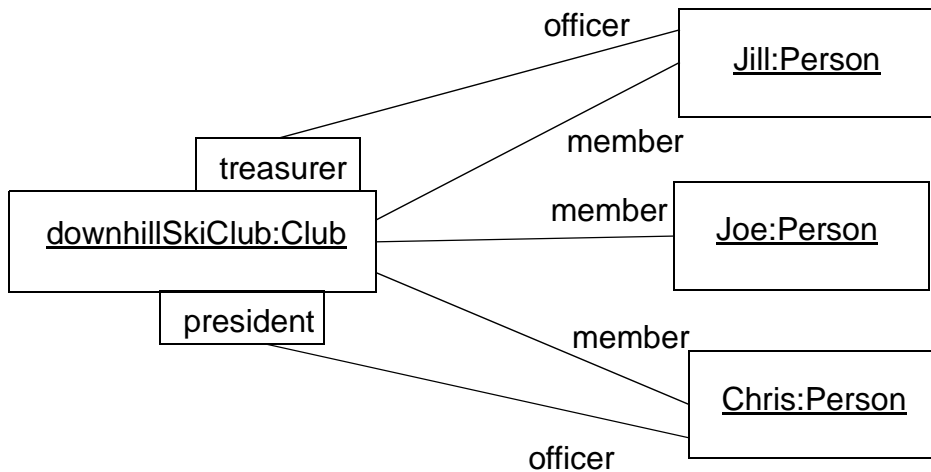 officer
Jill:Person
member
treasurer
member
downhillSkiClub:Club
Joe:Person
president
member
Chris:Person
officer